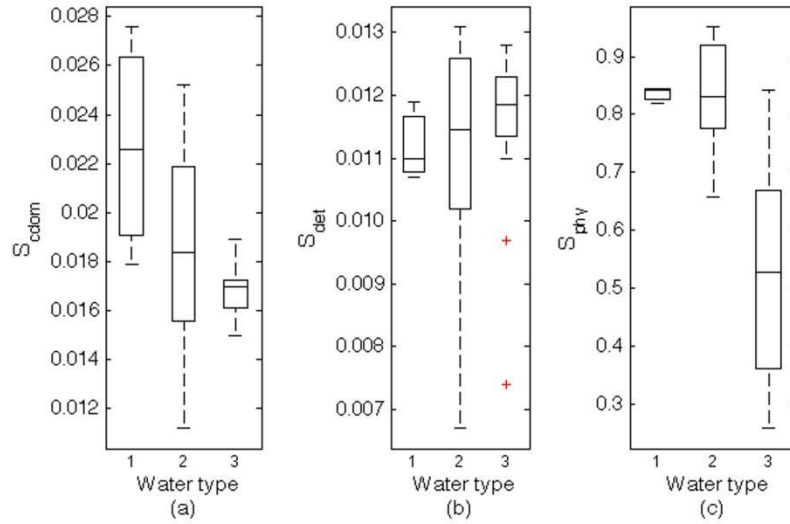 0.028
0.026
0.024
0.022
0.02
0.018
0.016
0.014
0.012
S_cdom
1 2 3
Water type
(a)
0.013
0.012
0.011
0.010
0.009
0.008
0.007
S_det
1 2 3
Water type
(b)
0.9
0.8
0.7
0.6
0.5
0.4
0.3
S_phy
1 2 3
Water type
(c)